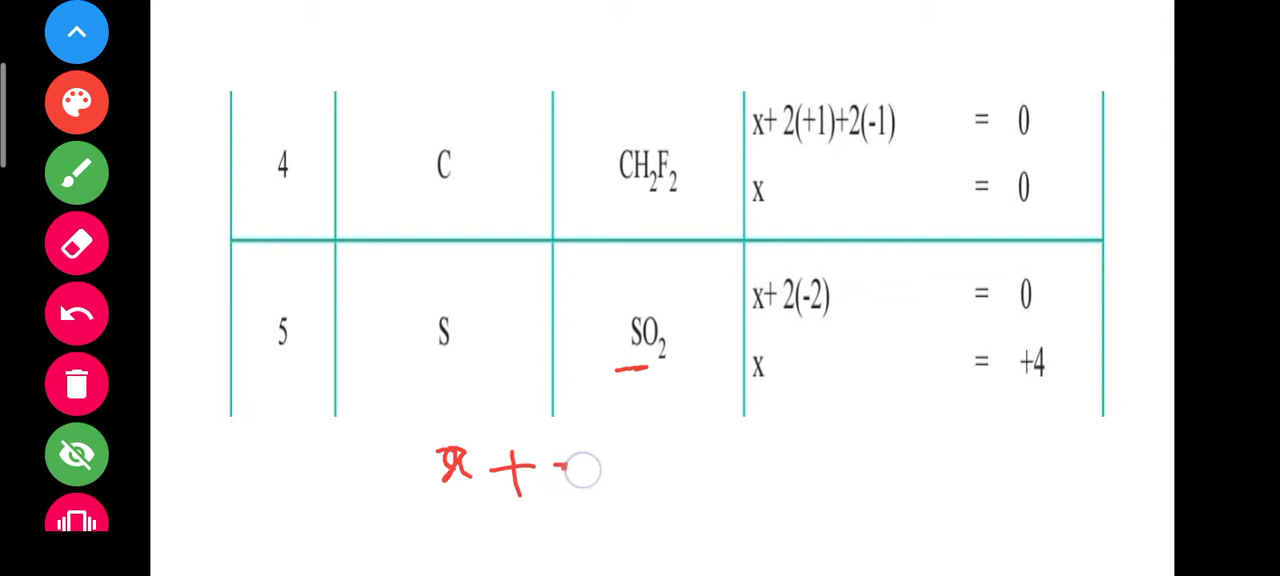 4 C CH₂F₂ x+ 2(+1)+2(-1) = 0
x = 0
5 S SO₂ x+ 2(-2) = 0
x = +4
x +